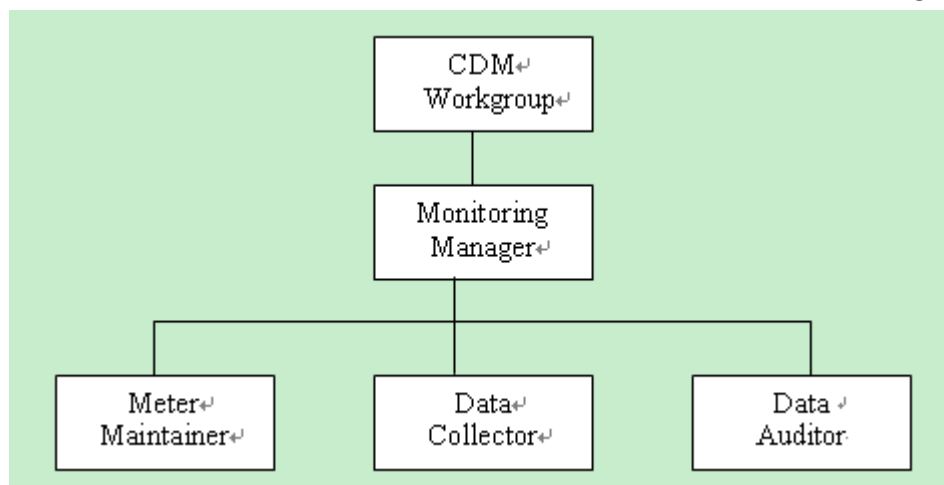 CDM
Workgroup
Monitoring
Manager
Meter
Maintainer
Data
Collector
Data
Auditor